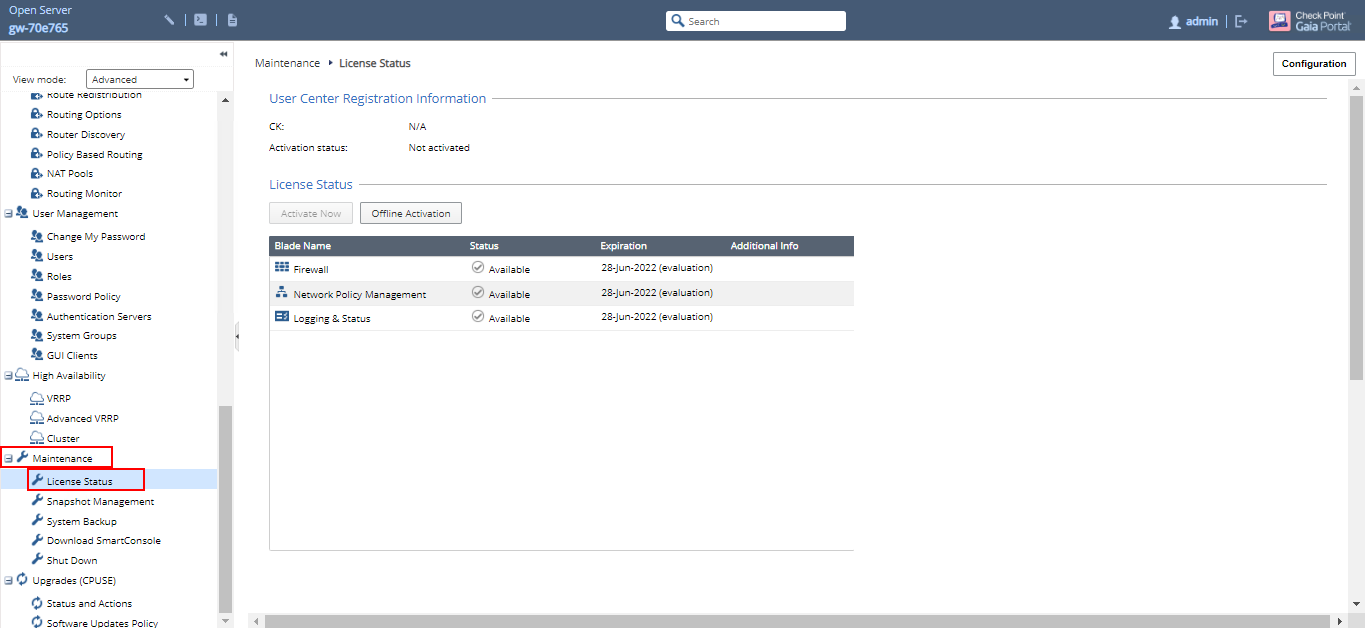 Open Server
gw-70e765
Search
admin
Check Point
Gaia Portal
View mode: Advanced
Route Redistribution
Routing Options
Router Discovery
Policy Based Routing
NAT Pools
Routing Monitor
User Management
Change My Password
Users
Roles
Password Policy
Authentication Servers
System Groups
GUI Clients
High Availability
VRRP
Advanced VRRP
Cluster
Maintenance
License Status
Snapshot Management
System Backup
Download SmartConsole
Shut Down
Upgrades (CPUSE)
Status and Actions
Software Updates Policy
Maintenance License Status
Configuration
User Center Registration Information
CK: N/A
Activation status: Not activated
License Status
Activate Now Offline Activation
Blade Name Status Expiration Additional Info
Firewall Available 28-Jun-2022 (evaluation)
Network Policy Management Available 28-Jun-2022 (evaluation)
Logging & Status Available 28-Jun-2022 (evaluation)